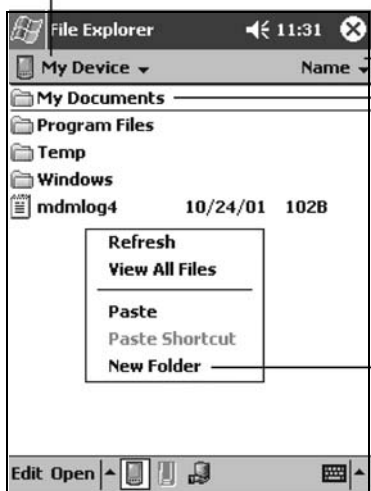 File Explorer 11:31
My Device Name
My Documents
Program Files
Temp
Windows
mdmlog4 10/24/01 102B
Refresh
View All Files
Paste
Paste Shortcut
New Folder
Edit Open